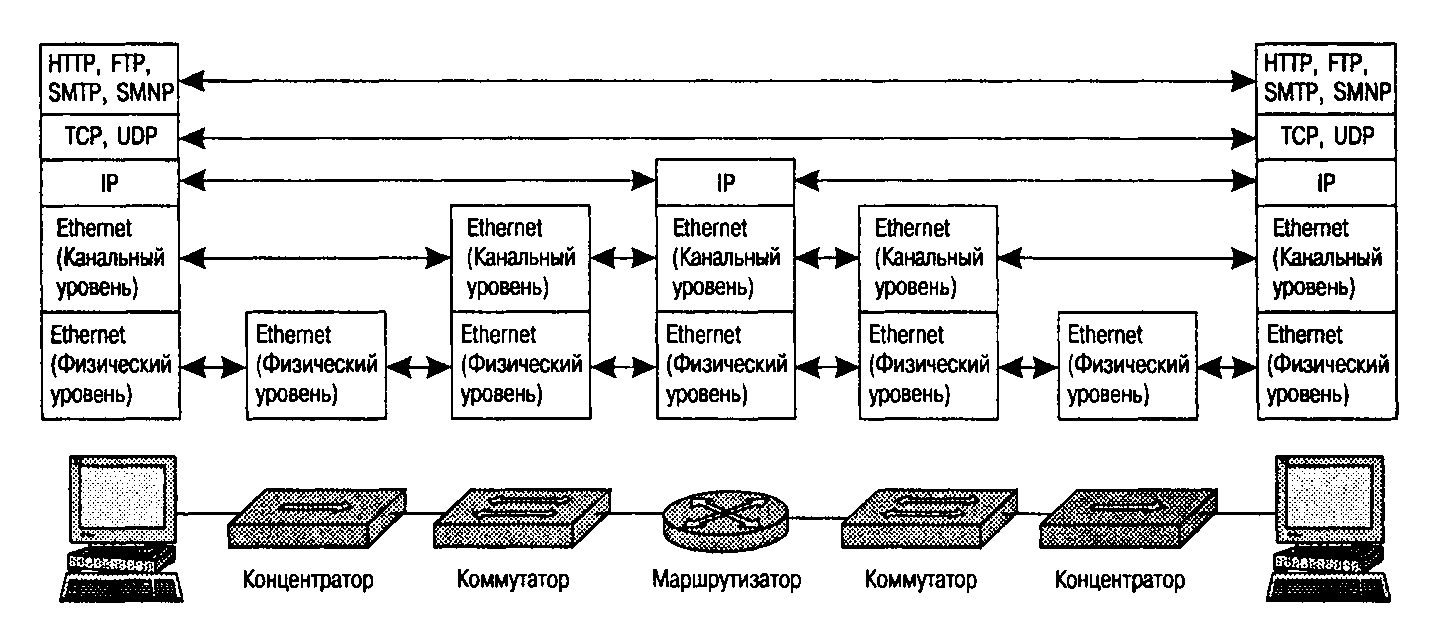 HTTP, FTP,
SMTP, SMNP
HTTP, FTP,
SMTP, SMNP
TCP, UDP
TCP, UDP
IP
IP
IP
Ethernet
(Канальный
уровень)
Ethernet
(Канальный
уровень)
Ethernet
(Канальный
уровень)
Ethernet
(Канальный
уровень)
Ethernet
(Канальный
уровень)
Ethernet
(Физический
уровень)
Ethernet
(Физический
уровень)
Ethernet
(Физический
уровень)
Ethernet
(Физический
уровень)
Ethernet
(Физический
уровень)
Ethernet
(Физический
уровень)
Ethernet
(Физический
уровень)
Концентратор
Коммутатор
Маршрутизатор
Коммутатор
Концентратор